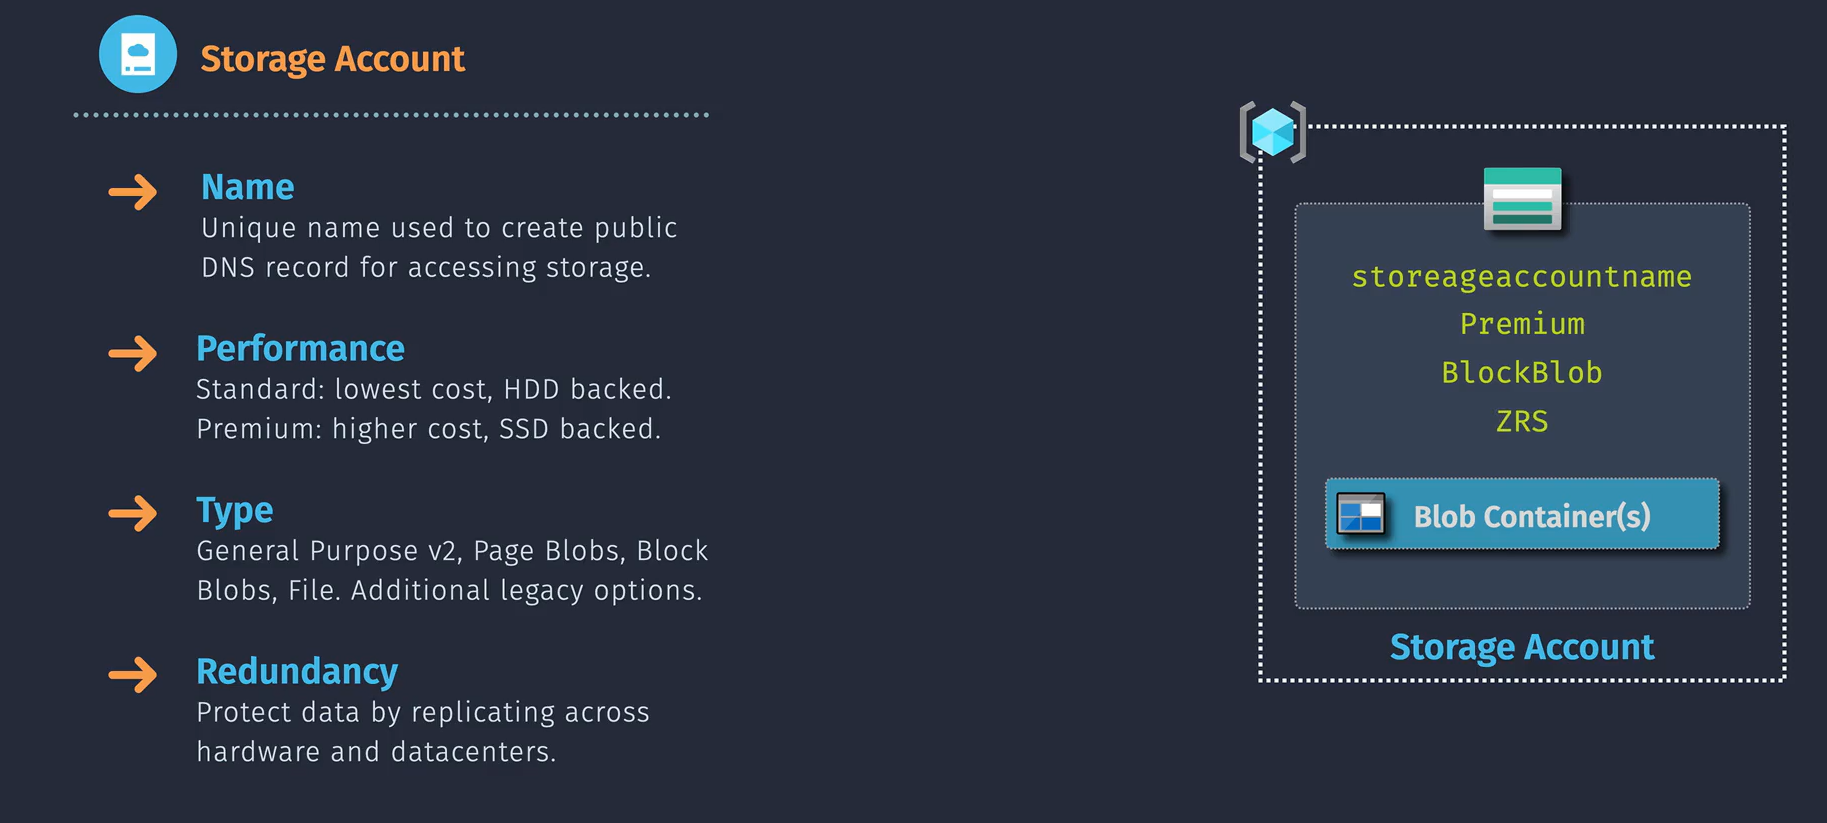 Storage Account
Name
Unique name used to create public
DNS record for accessing storage.
Performance
Standard: lowest cost, HDD backed.
Premium: higher cost, SSD backed.
Type
General Purpose v2, Page Blobs, Block
Blobs, File. Additional legacy options.
Redundancy
Protect data by replicating across
hardware and datacenters.
storeageaccountname
Premium
BlockBlob
ZRS
Blob Container(s)
Storage Account